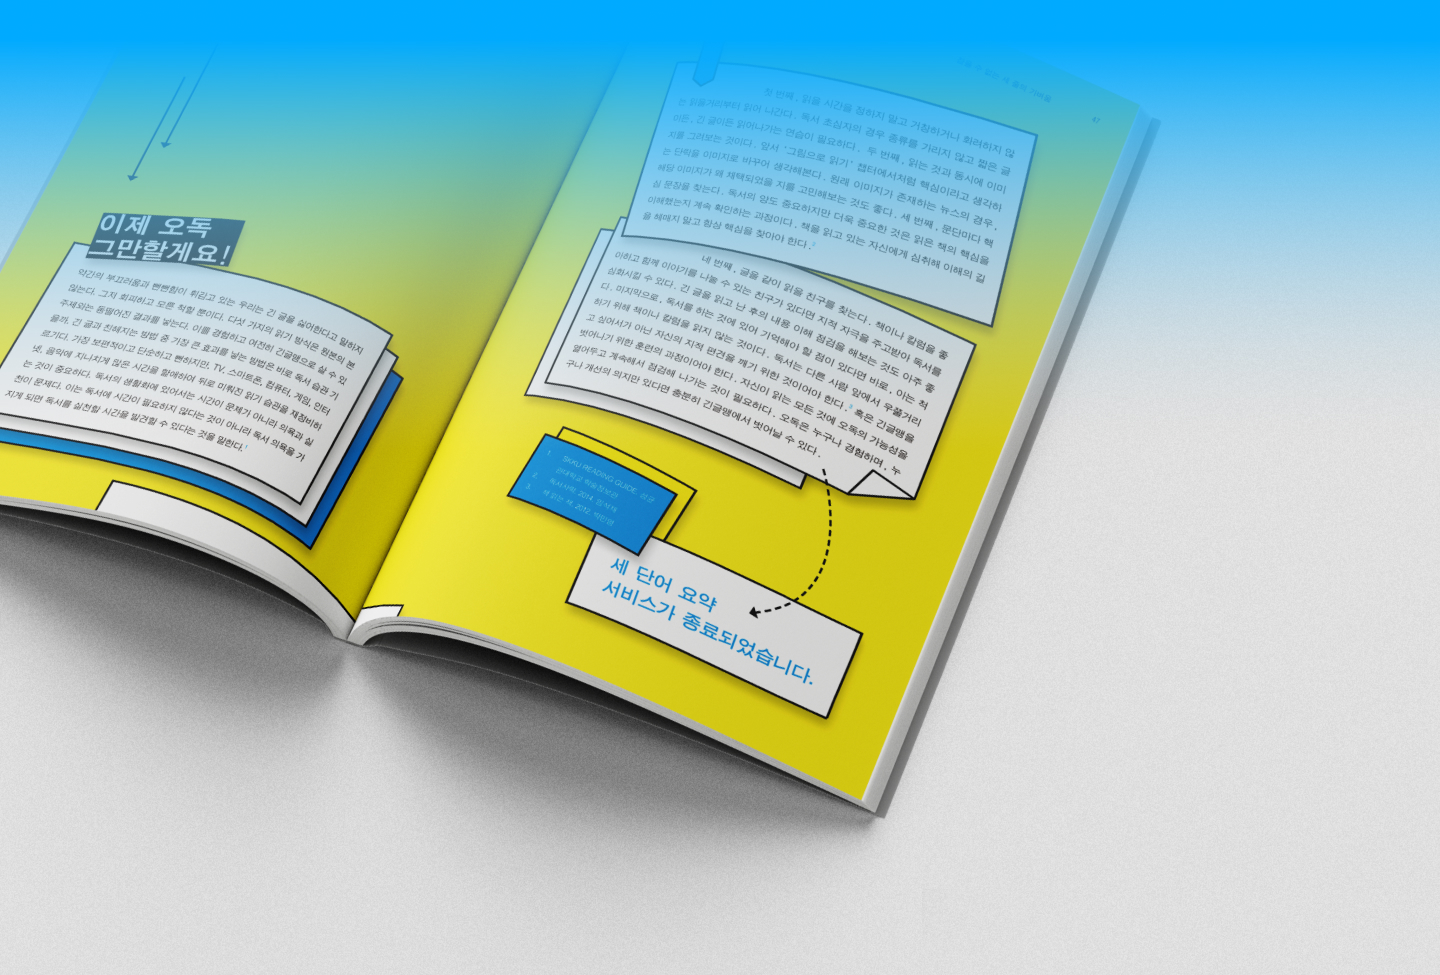 이제 오독
그만할게요!
약간의 부끄러움과 뻔뻔함이 뒤킴고 있는 우리는 긴 글을 싫어한다고 말하지
않는다. 그저 회피하고 모른 척할 뿐이다. 다섯 가지의 읽기 방식은 원본의 본
주제와는 동떨어진 결과를 낳는다. 이를 경험하고 여전히 긴글맹으로 살 수 있
을까. 긴 글과 친해지는 방법 중 가장 큰 효과를 낳는 방법은 바로 독서 습관 기
르기다. 가장 보편적이고 단순하고 뻔하지만, TV, 스마트폰, 컴퓨터, 게임, 인터
넷, 음악에 지나치게 많은 시간을 할애하여 뒤로 미뤄진 읽기 습관을 재정비하
는 것이 중요하다. 독서의 생활화에 있어서는 시간이 문제가 아니라 의욕과 실
천이 문제다. 이는 독서에 시간이 필요하지 않다는 것이 아니라 독서 의욕을 가
지게 되면 독서를 실천할 시간을 발견할 수 있다는 것을 말한다.¹
47
첫 번째, 읽을 시간을 정하지 말고 거창하거나 화려하지 않
는 읽을거리부터 읽어 나간다. 독서 초심자의 경우 종류를 가리지 않고 짧은 글
이든, 긴 글이든 읽어나가는 연습이 필요하다. 두 번째, 읽는 것과 동시에 이미
지를 그려보는 것이다. 앞서 '그림으로 읽기' 챕터에서처럼 핵심이라고 생각하
는 단락을 이미지로 바꾸어 생각해본다. 원래 이미지가 존재하는 뉴스의 경우,
해당 이미지가 왜 채택되었을 지를 고민해보는 것도 좋다. 세 번째, 문단마다 핵
심 문장을 찾는다. 독서의 양도 중요하지만 더욱 중요한 것은 읽은 책의 핵심을
이해했는지 계속 확인하는 과정이다. 책을 읽고 있는 자신에게 심취해 이해의 길
을 헤매지 말고 항상 핵심을 찾아야 한다.²
네 번째, 글을 같이 읽을 친구를 찾는다. 책이나 칼럼을 좋
아하고 함께 이야기를 나눌 수 있는 친구가 있다면 지적 자극을 주고받아 독서를
심화시킬 수 있다. 긴 글을 읽고 난 후의 내용 이해 점검을 해보는 것도 아주 좋
다. 마지막으로, 독서를 하는 것에 있어 기억해야 할 점이 있다면 바로, 아는 척
하기 위해 책이나 칼럼을 읽지 않는 것이다. 독서는 다른 사람 앞에서 우쭐거리
고 싶어서가 아닌 자신의 지적 편견을 깨기 위한 것이어야 한다.³ 혹은 긴글맹을
벗어나기 위한 훈련의 과정이어야 한다. 자신이 읽는 모든 것에 오독의 가능성을
열어두고 계속해서 점검해 나가는 것이 필요하다. 오독은 누구나 경험하며, 누
구나 개선의 의지만 있다면 충분히 긴글맹에서 벗어날 수 있다.
1. SKKU READING GUIDE, 성균
관대학교 학술정보관
2. 독서사락, 2014,
3. 책 읽는 책, 2012, 박민영
세 단어 요약
서비스가 종료되었습니다.